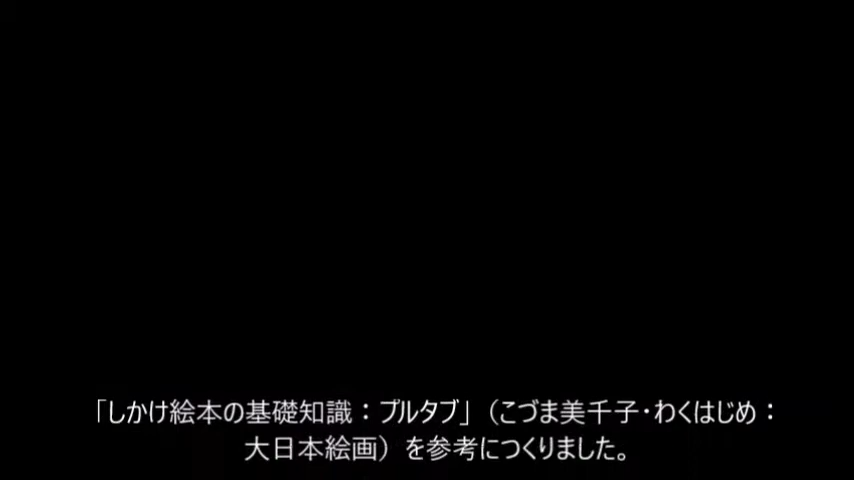 「しかけ絵本の基礎知識：プルタブ」（こづま美千子・わくはじめ：
大日本絵画）を参考につくりました。